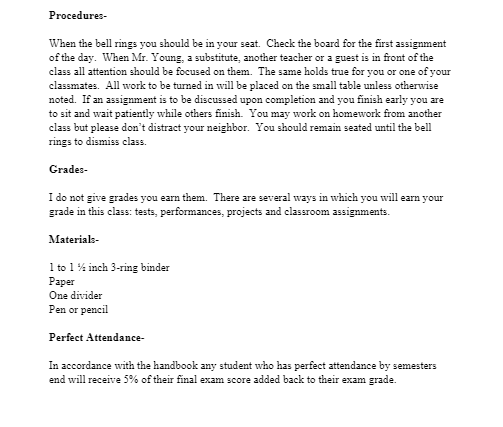 Procedures-
When the bell rings you should be in your seat.  Check the board for the first assignment
of the day.  When Mr. Young, a substitute, another teacher or a guest is in front of the
class all attention should be focused on them.  The same holds true for you or one of your
classmates.  All work to be turned in will be placed on the small table unless otherwise
noted.  If an assignment is to be discussed upon completion and you finish early you are
to sit and wait patiently while others finish.  You may work on homework from another
class but please don't distract your neighbor.  You should remain seated until the bell
rings to dismiss class.
Grades-
I do not give grades you earn them.  There are several ways in which you will earn your
grade in this class: tests, performances, projects and classroom assignments.
Materials-
1 to 1 ½ inch 3-ring binder
Paper
One divider
Pen or pencil
Perfect Attendance-
In accordance with the handbook any student who has perfect attendance by semesters
end will receive 5% of their final exam score added back to their exam grade.